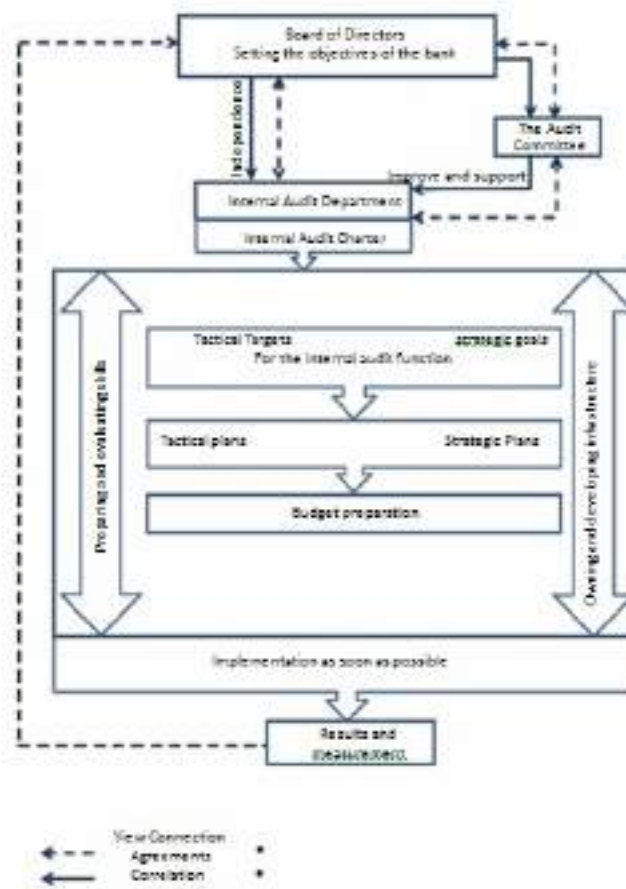 Board of Directors
Setting the objectives of the bank
Independence
The Audit
Committee
Improve and support
Internal Audit Department
Internal Audit Charter
Tactical Targets strategic goals
For the internal audit function
Preparing and evaluating skills
Owning and developing infrastructure
Tactical plans Strategic Plans
Budget preparation
Implementation as soon as possible
Results and
measurement
View Connection
Agreements •
Correlation •